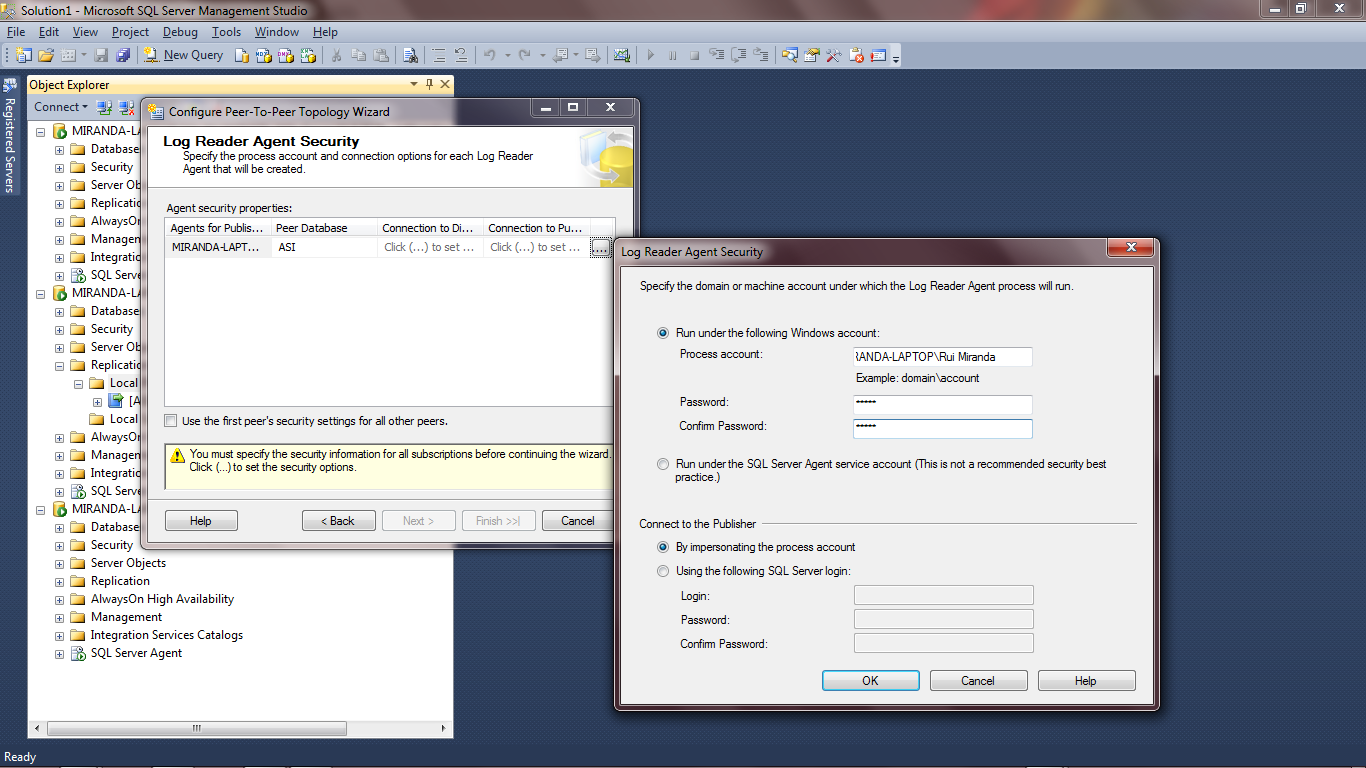 Solution1 - Microsoft SQL Server Management Studio
File Edit View Project Debug Tools Window Help
New Query
Registered Servers
Object Explorer
Connect
MIRANDA-LA
Database
Security
Server Ob
Replicatio
AlwaysOn
Managem
Integratio
SQL Serve
MIRANDA-LA
Database
Security
Server Ob
Replicatio
Local
[A
Local
AlwaysOn
Managem
Integratio
SQL Serve
MIRANDA-LA
Database
Security
Server Objects
Replication
AlwaysOn High Availability
Management
Integration Services Catalogs
SQL Server Agent
Configure Peer-To-Peer Topology Wizard
Log Reader Agent Security
Specify the process account and connection options for each Log Reader
Agent that will be created.
Agent security properties:
Agents for Publis... Peer Database Connection to Di... Connection to Pu...
MIRANDA-LAPT... ASI Click (...) to set ... Click (...) to set ... ...
Use the first peer's security settings for all other peers.
You must specify the security information for all subscriptions before continuing the wizard.
Click (...) to set the security options.
Help < Back Next > Finish >>| Cancel
Log Reader Agent Security
Specify the domain or machine account under which the Log Reader Agent process will run.
Run under the following Windows account:
Process account: RANDA-LAPTOP\Rui Miranda
Example: domain\account
Password: *****
Confirm Password: *****
Run under the SQL Server Agent service account (This is not a recommended security best
practice.)
Connect to the Publisher
By impersonating the process account
Using the following SQL Server login:
Login:
Password:
Confirm Password:
OK Cancel Help
Ready